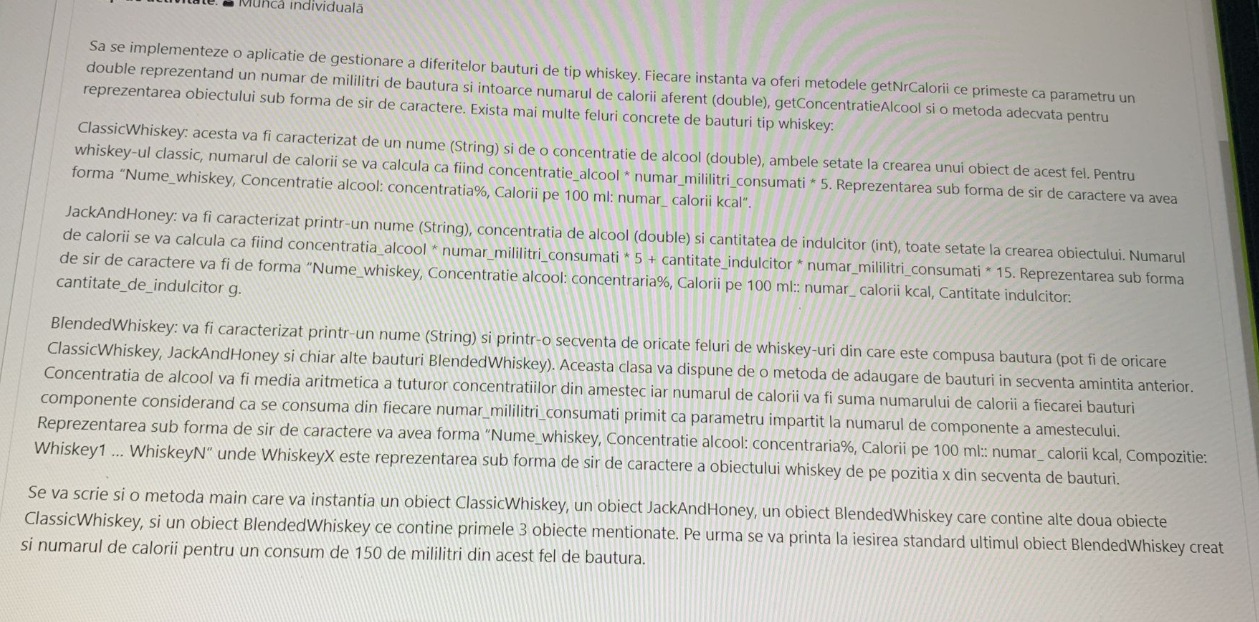 activitate: Muncă individuală
Sa se implementeze o aplicatie de gestionare a diferitelor bauturi de tip whiskey. Fiecare instanta va oferi metodele getNrCalorii ce primeste ca parametru un
double reprezentand un numar de mililitri de bautura si intoarce numarul de calorii aferent (double), getConcentratieAlcool si o metoda adecvata pentru
reprezentarea obiectului sub forma de sir de caractere. Exista mai multe feluri concrete de bauturi tip whiskey:
ClassicWhiskey: acesta va fi caracterizat de un nume (String) si de o concentratie de alcool (double), ambele setate la crearea unui obiect de acest fel. Pentru
whiskey-ul classic, numarul de calorii se va calcula ca fiind concentratie_alcool * numar_mililitri_consumati * 5. Reprezentarea sub forma de sir de caractere va avea
forma “Nume_whiskey, Concentratie alcool: concentratia%, Calorii pe 100 ml: numar_ calorii kcal”.
JackAndHoney: va fi caracterizat printr-un nume (String), concentratia de alcool (double) si cantitatea de indulcitor (int), toate setate la crearea obiectului. Numarul
de calorii se va calcula ca fiind concentratia_alcool * numar_mililitri_consumati * 5 + cantitate_indulcitor * numar_mililitri_consumati * 15. Reprezentarea sub forma
de sir de caractere va fi de forma “Nume_whiskey, Concentratie alcool: concentraria%, Calorii pe 100 ml:: numar_ calorii kcal, Cantitate indulcitor:
cantitate_de_indulcitor g.
BlendedWhiskey: va fi caracterizat printr-un nume (String) si printr-o secventa de oricate feluri de whiskey-uri din care este compusa bautura (pot fi de oricare
ClassicWhiskey, JackAndHoney si chiar alte bauturi BlendedWhiskey). Aceasta clasa va dispune de o metoda de adaugare de bauturi in secventa amintita anterior.
Concentratia de alcool va fi media aritmetica a tuturor concentratiilor din amestec iar numarul de calorii va fi suma numarului de calorii a fiecarei bauturi
componente considerand ca se consuma din fiecare numar_mililitri_consumati primit ca parametru impartit la numarul de componente a amestecului.
Reprezentarea sub forma de sir de caractere va avea forma “Nume_whiskey, Concentratie alcool: concentraria%, Calorii pe 100 ml:: numar_ calorii kcal, Compozitie:
Whiskey1 ... WhiskeyN” unde WhiskeyX este reprezentarea sub forma de sir de caractere a obiectului whiskey de pe pozitia x din secventa de bauturi.
Se va scrie si o metoda main care va instantia un obiect ClassicWhiskey, un obiect JackAndHoney, un obiect BlendedWhiskey care contine alte doua obiecte
ClassicWhiskey, si un obiect BlendedWhiskey ce contine primele 3 obiecte mentionate. Pe urma se va printa la iesirea standard ultimul obiect BlendedWhiskey creat
si numarul de calorii pentru un consum de 150 de mililitri din acest fel de bautura.